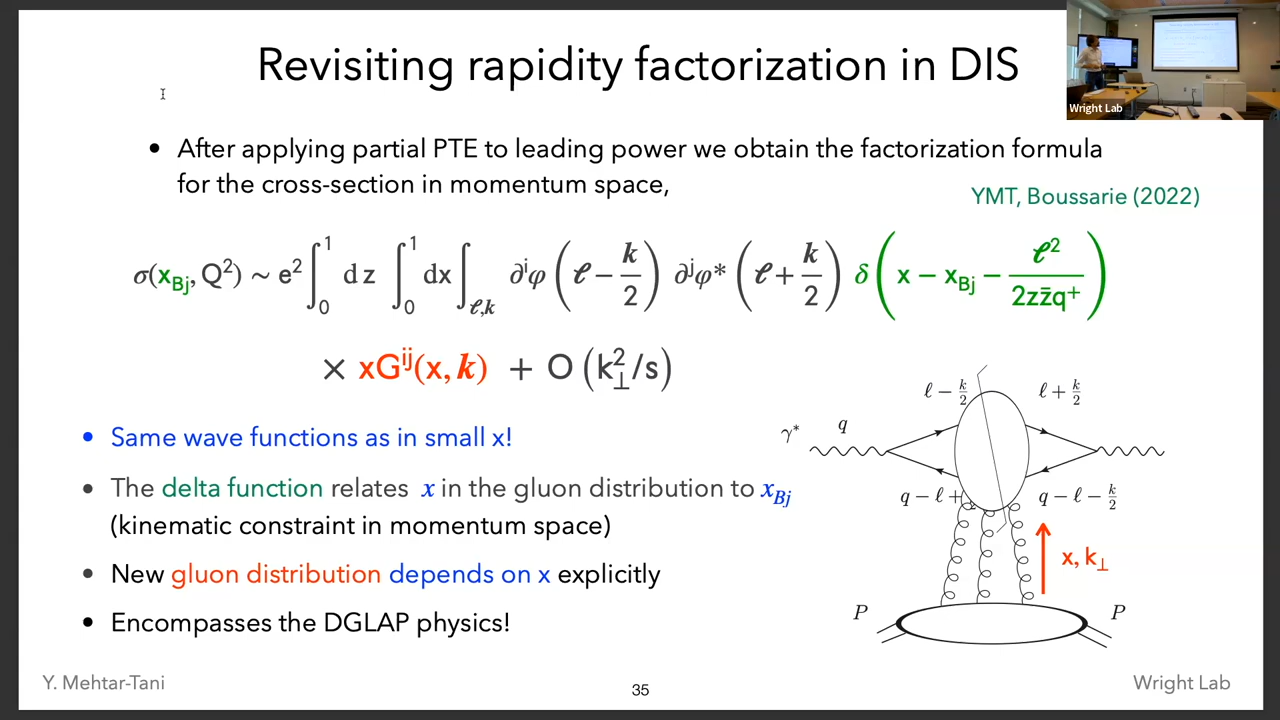 Revisiting rapidity factorization in DIS
Wright Lab
• After applying partial PTE to leading power we obtain the factorization formula
for the cross-section in momentum space,
YMT, Boussarie (2022)
σ(x_Bj, Q²) ~ e² ∫₀¹ dz ∫₀¹ dx ∫_ℓ,k ∂ⁱφ (ℓ − k/2) ∂ʲφ* (ℓ + k/2) δ (x − x_Bj − ℓ²/(2zz̄q⁺))
× xGⁱʲ(x, k) + O (k²_⊥/s)
• Same wave functions as in small x!
• The delta function relates x in the gluon distribution to x_Bj
(kinematic constraint in momentum space)
• New gluon distribution depends on x explicitly
• Encompasses the DGLAP physics!
ℓ − k/2
ℓ + k/2
γ*
q
q − ℓ +
q − ℓ − k/2
x, k_⊥
P
P
Y. Mehtar-Tani
35
Wright Lab